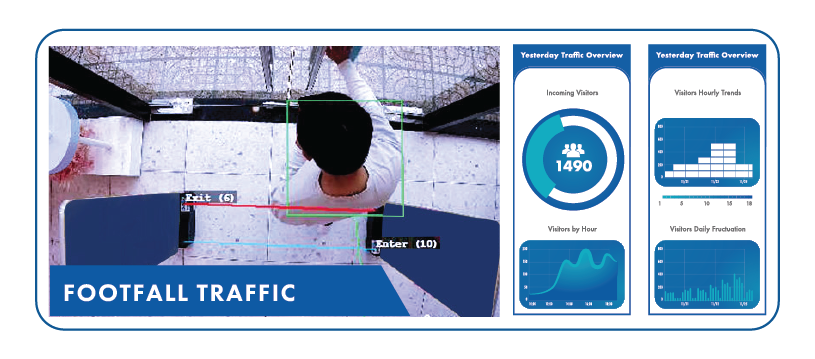 Exit (6)
Enter (10)
FOOTFALL TRAFFIC
Yesterday Traffic Overview
Incoming Visitors
1490
Visitors by Hour
Yesterday Traffic Overview
Visitors Hourly Trends
1 5 10 15 18
Visitors Daily Fructuation